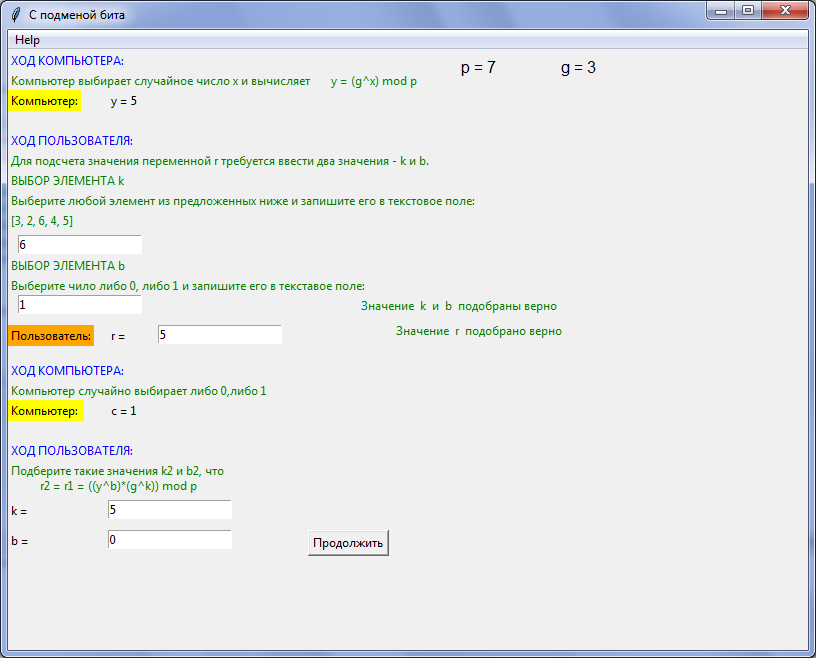 С подменой бита
Help
ХОД КОМПЬЮТЕРА:
p = 7 g = 3
Компьютер выбирает случайное число x и вычисляет y = (g^x) mod p
Компьютер: y = 5
ХОД ПОЛЬЗОВАТЕЛЯ:
Для подсчета значения переменной r требуется ввести два значения - k и b.
ВЫБОР ЭЛЕМЕНТА k
Выберите любой элемент из предложенных ниже и запишите его в текстовое поле:
[3, 2, 6, 4, 5]
6
ВЫБОР ЭЛЕМЕНТА b
Выберите чило либо 0, либо 1 и запишите его в текставое поле:
1
Значение k и b подобраны верно
Пользователь: r = 5
Значение r подобрано верно
ХОД КОМПЬЮТЕРА:
Компьютер случайно выбирает либо 0,либо 1
Компьютер: c = 1
ХОД ПОЛЬЗОВАТЕЛЯ:
Подберите такие значения k2 и b2, что
r2 = r1 = ((y^b)*(g^k)) mod p
k = 5
b = 0
Продолжить